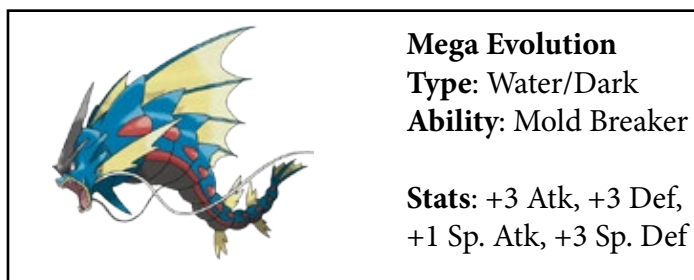 Mega Evolution
Type: Water/Dark
Ability: Mold Breaker
Stats: +3 Atk, +3 Def,
+1 Sp. Atk, +3 Sp. Def